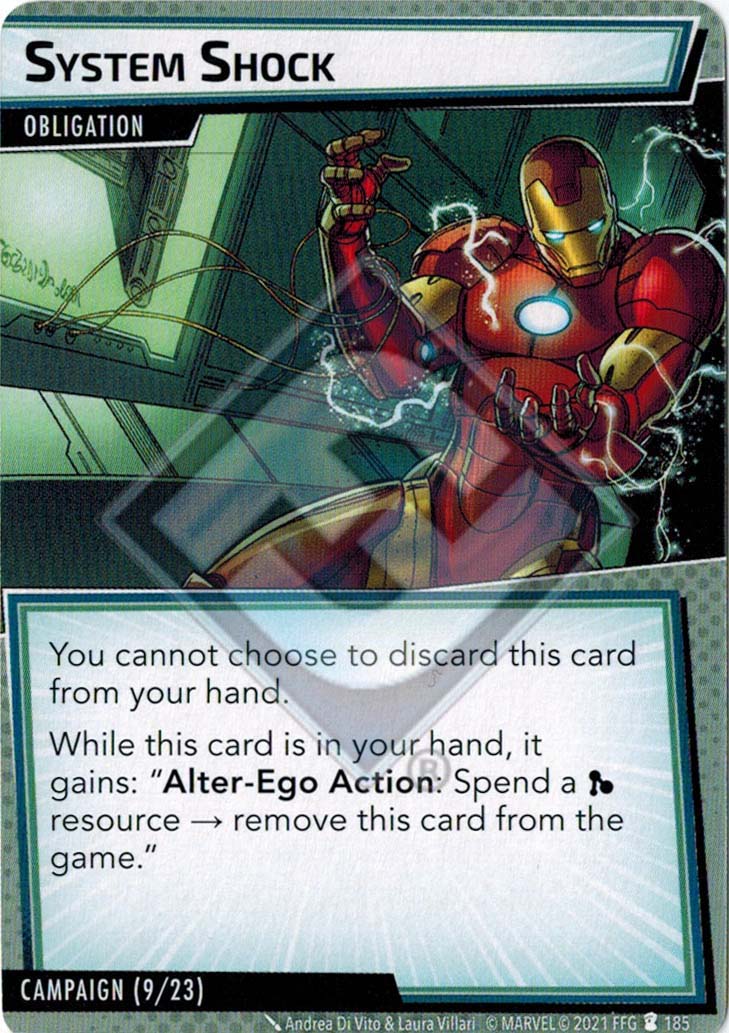 SYSTEM SHOCK
OBLIGATION
You cannot choose to discard this card
from your hand.
While this card is in your hand, it
gains: “Alter-Ego Action: Spend a
resource → remove this card from the
game.”
CAMPAIGN (9/23)
Andrea Di Vito & Laura Villari © MARVEL © 2021 FFG 185
®